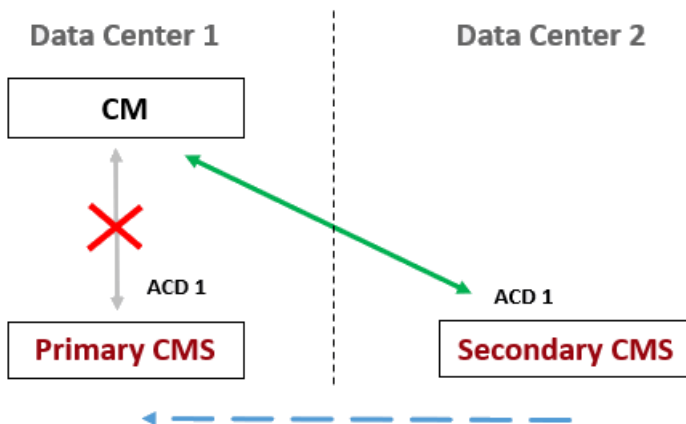 Data Center 1
Data Center 2
CM
ACD 1
ACD 1
Primary CMS
Secondary CMS